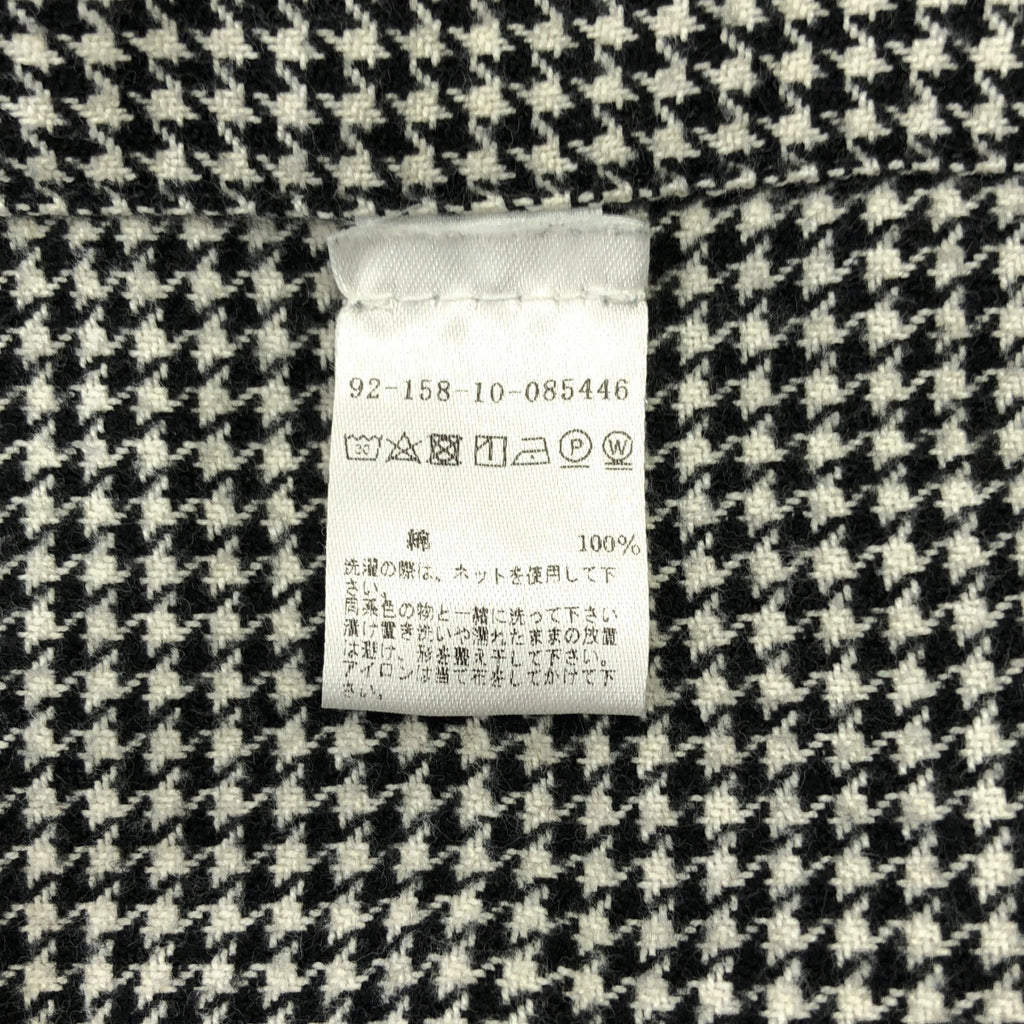 92-158-10-085446
30 1 P W
綿 100%
洗濯の際は、ネットを使用して下
さい。
同系色の物と一緒に洗って下さい
漬け置き洗いや濡れたままの放置
は避け、形を整え干して下さい。
アイロンは当て布をしてかけて下
さい。